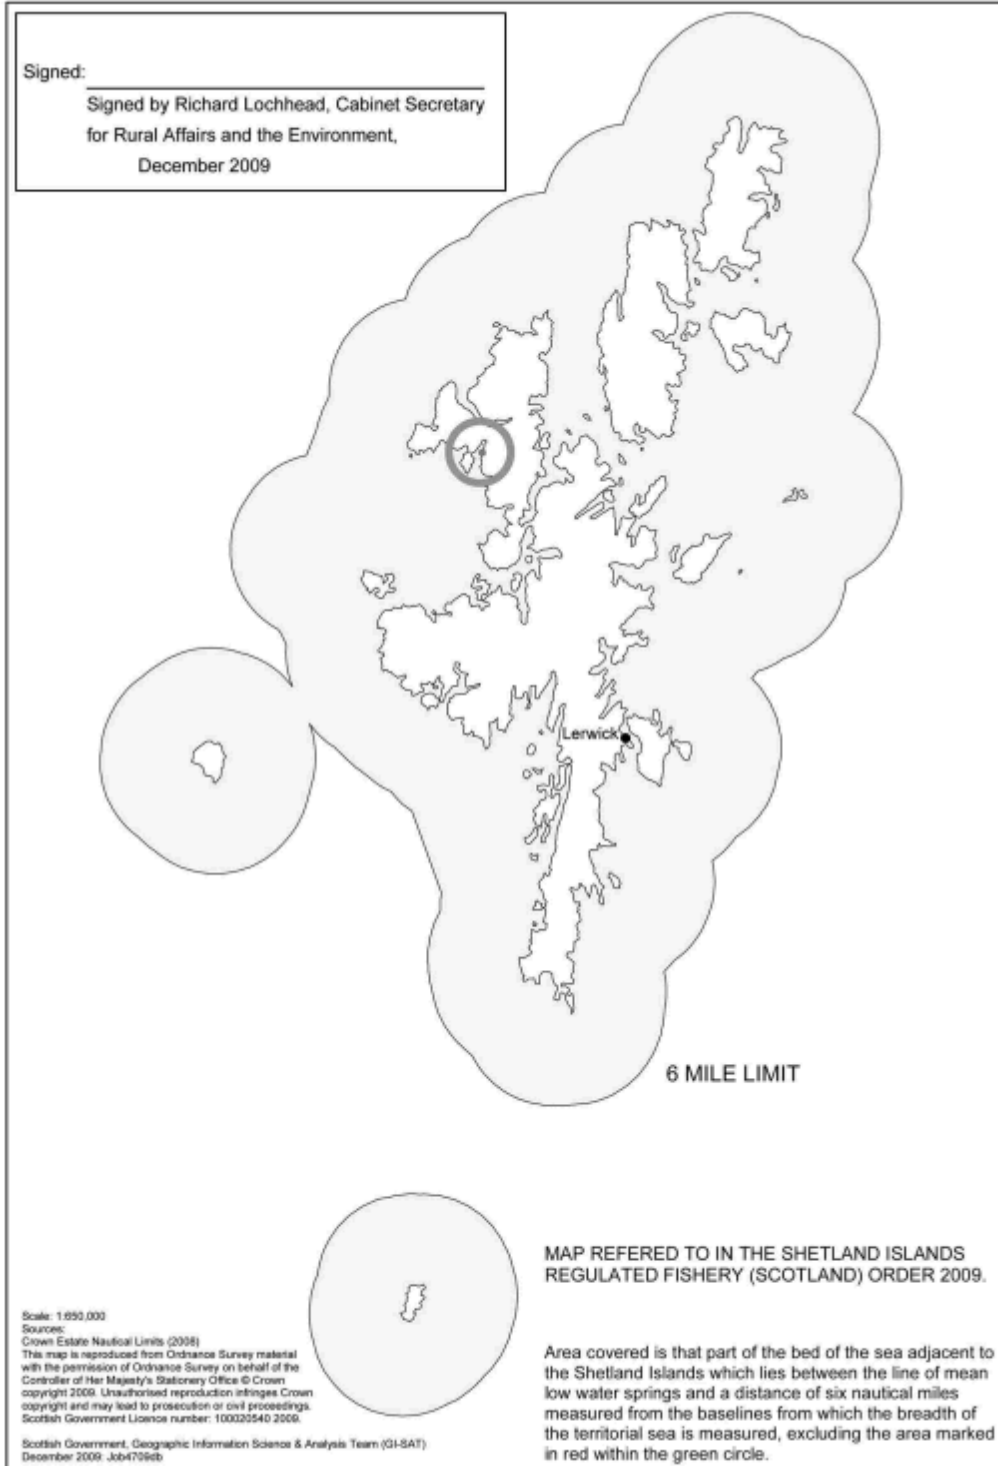 Signed:
Signed by Richard Lochhead, Cabinet Secretary
for Rural Affairs and the Environment,
December 2009
Lerwick
6 MILE LIMIT
MAP REFERED TO IN THE SHETLAND ISLANDS
REGULATED FISHERY (SCOTLAND) ORDER 2009.
Scale: 1:650,000
Sources:
Crown Estate Nautical Limits (2008)
This map is reproduced from Ordnance Survey material
with the permission of Ordnance Survey on behalf of the
Controller of Her Majesty's Stationery Office © Crown
copyright 2009. Unauthorised reproduction infringes Crown
copyright and may lead to prosecution or civil proceedings.
Scottish Government Licence number: 100020540 2009.
Scottish Government, Geographic Information Science & Analysis Team (GI-SAT)
December 2009: Job4709db
Area covered is that part of the bed of the sea adjacent to
the Shetland Islands which lies between the line of mean
low water springs and a distance of six nautical miles
measured from the baselines from which the breadth of
the territorial sea is measured, excluding the area marked
in red within the green circle.